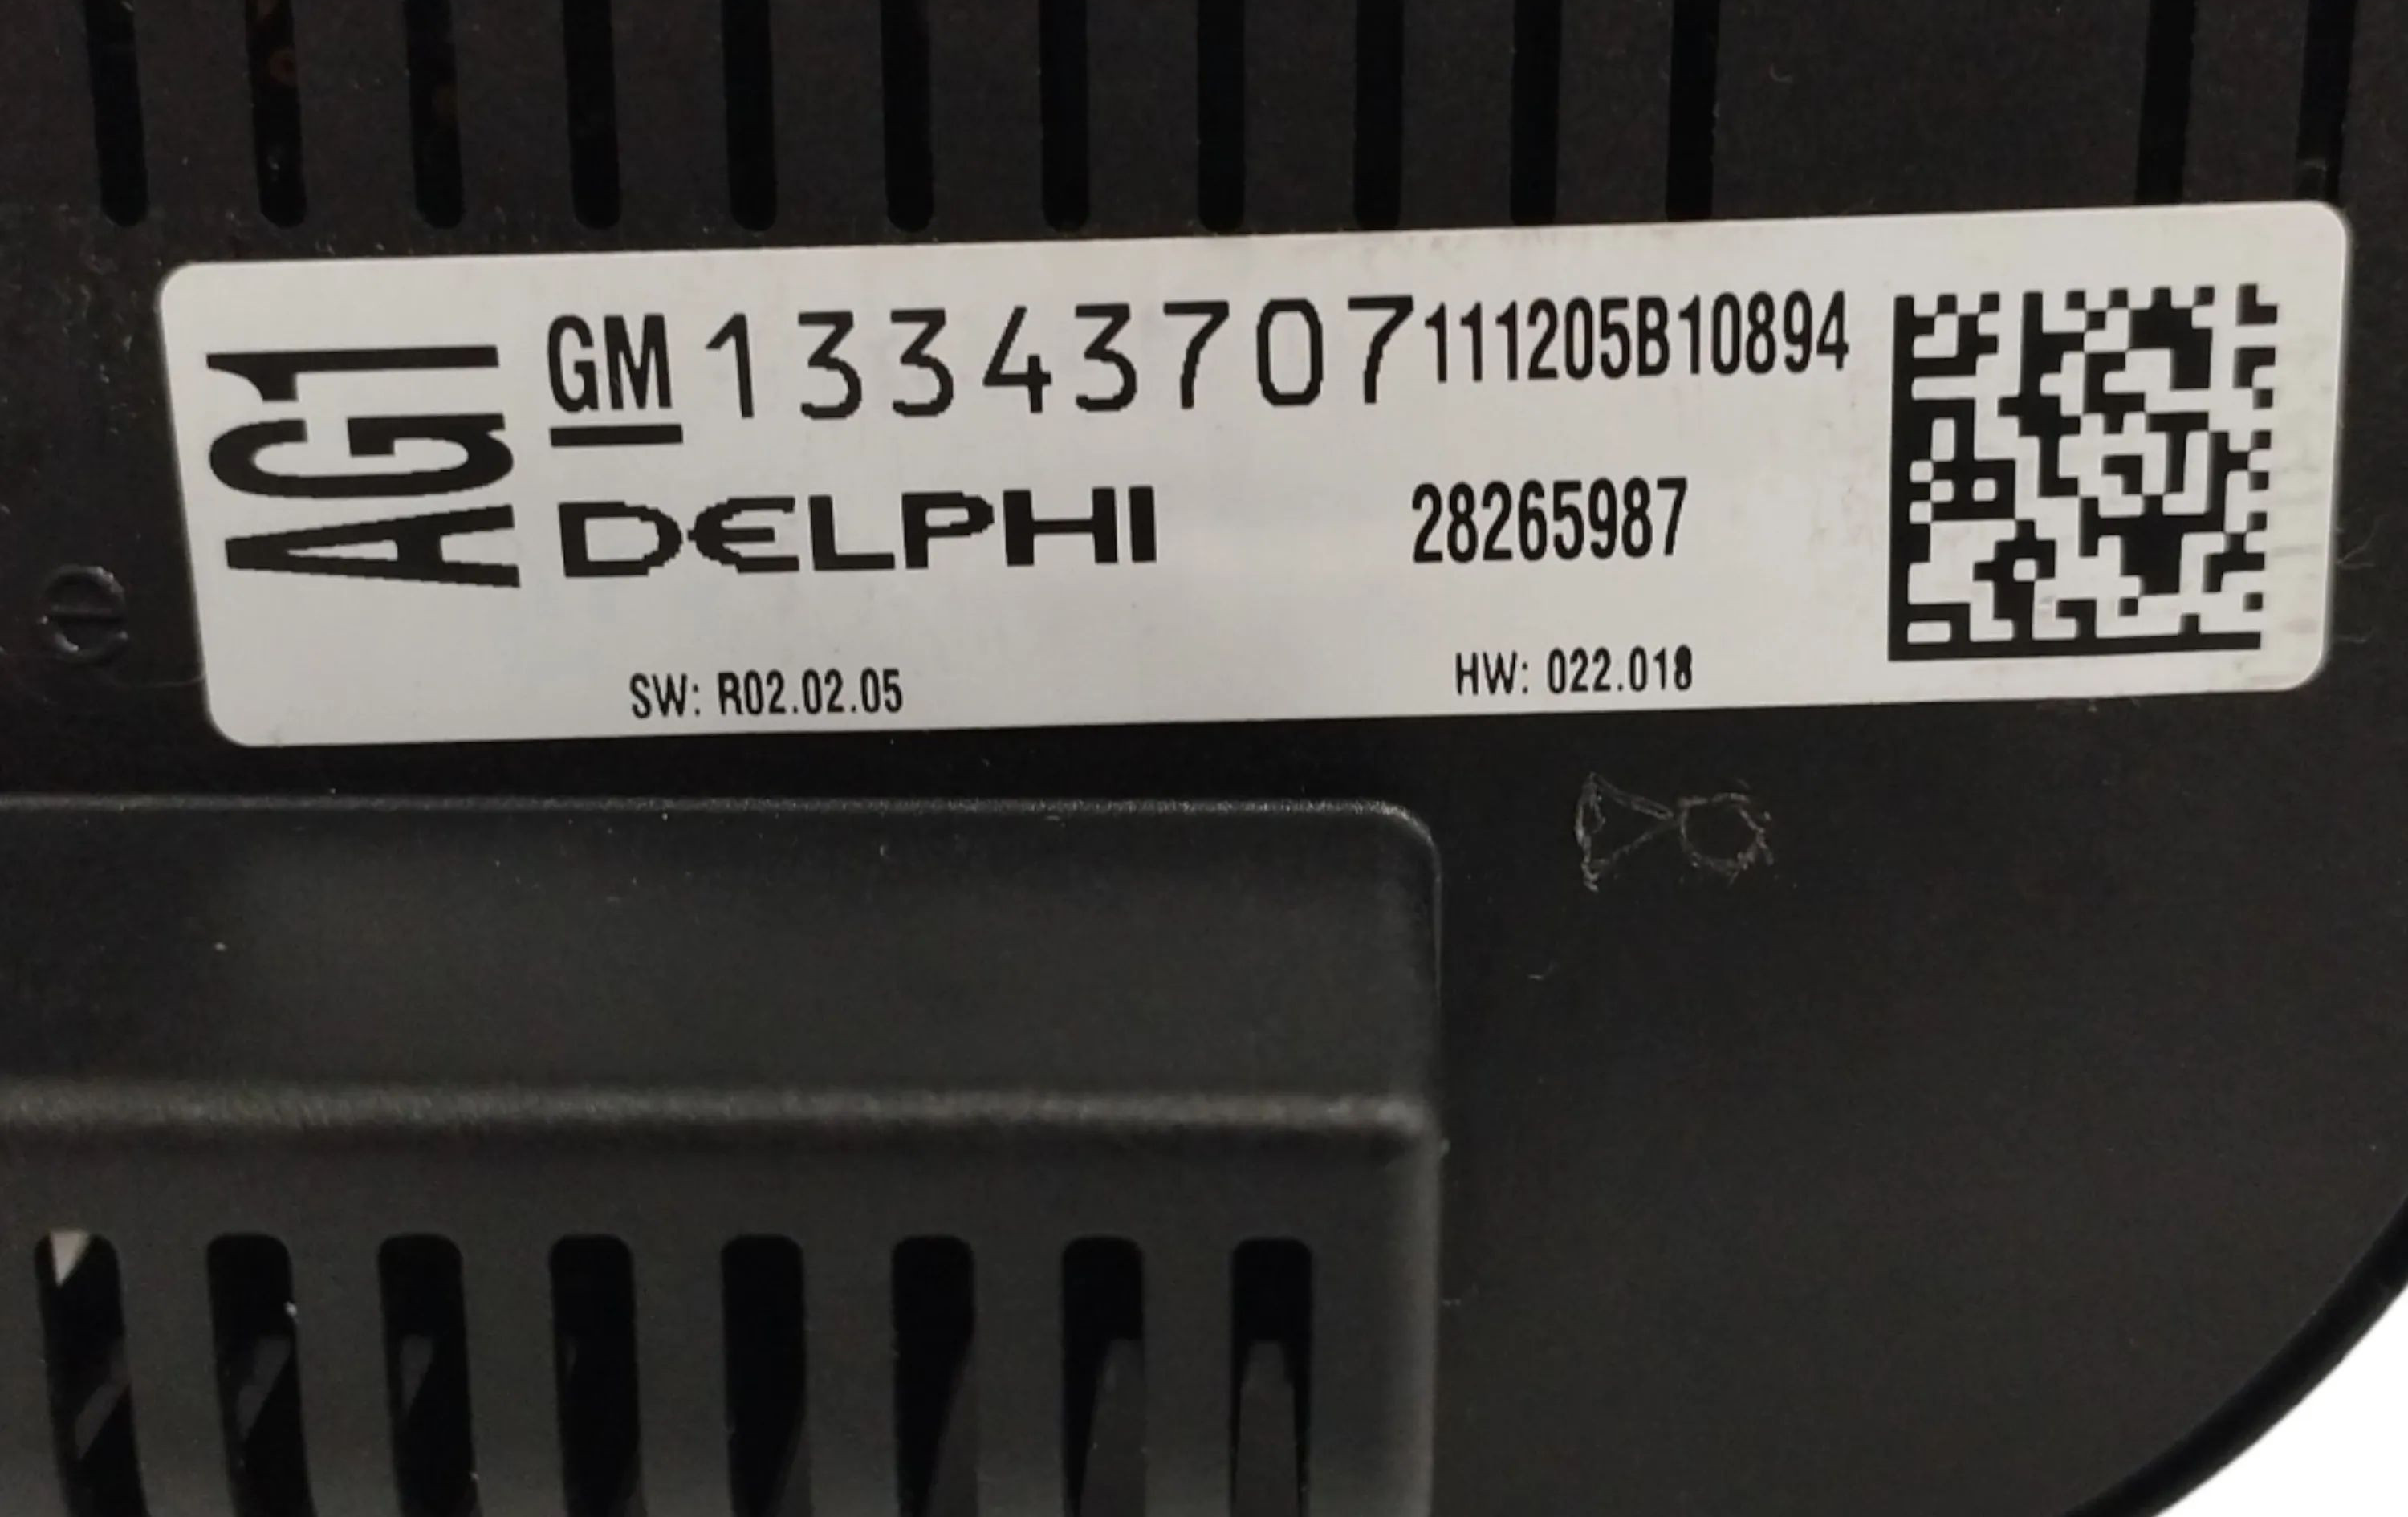 AG1
GM 13343707 111205B10894
DELPHI 28265987
SW: R02.02.05 HW: 022.018
e